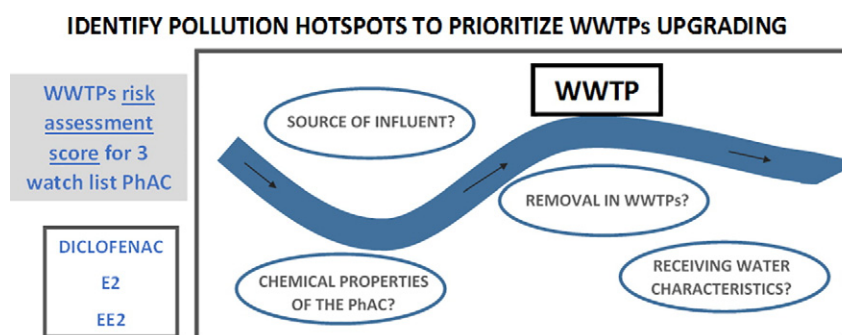 IDENTIFY POLLUTION HOTSPOTS TO PRIORITIZE WWTPs UPGRADING
WWTPs risk
assessment
score for 3
watch list PhAC
DICLOFENAC
E2
EE2
SOURCE OF INFLUENT?
WWTP
REMOVAL IN WWTPs?
CHEMICAL PROPERTIES
OF THE PhAC?
RECEIVING WATER
CHARACTERISTICS?